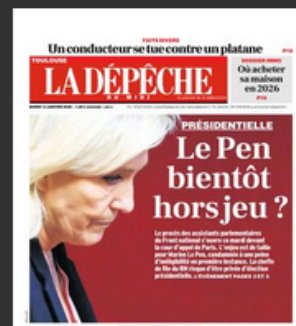 FAITS DIVERS
Un conducteur se tue contre un platane P14
TOULOUSE
LA DÉPÊCHE
DU MIDI
DOSSIER IMMO
Où acheter
sa maison
en 2026
P16
PRÉSIDENTIELLE
Le Pen
bientôt
hors jeu ?
Le procès des assistants parlementaires
du Front national s'ouvre ce mardi devant
la cour d'appel de Paris. L'enjeu est de taille
pour Marine Le Pen, condamnée à une peine
d'inéligibilité en première instance. La cheffe
de file du RN risque d'être privée d'élection
présidentielle. L'ÉVÉNEMENT PAGES 2 ET 3